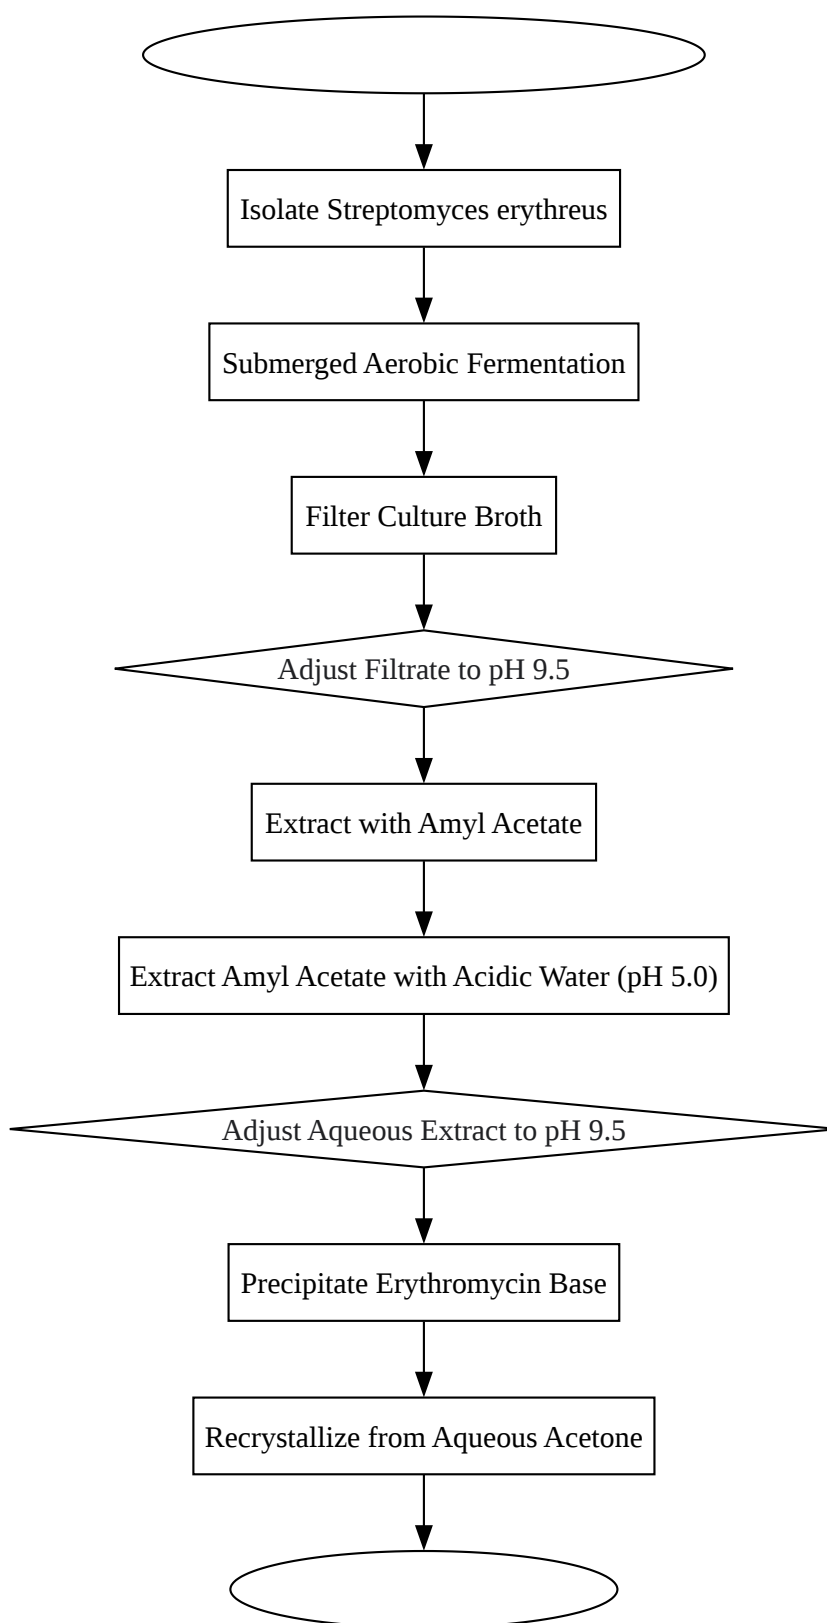 Isolate Streptomyces erythreus
Submerged Aerobic Fermentation
Filter Culture Broth
Adjust Filtrate to pH 9.5
Extract with Amyl Acetate
Extract Amyl Acetate with Acidic Water (pH 5.0)
Adjust Aqueous Extract to pH 9.5
Precipitate Erythromycin Base
Recrystallize from Aqueous Acetone